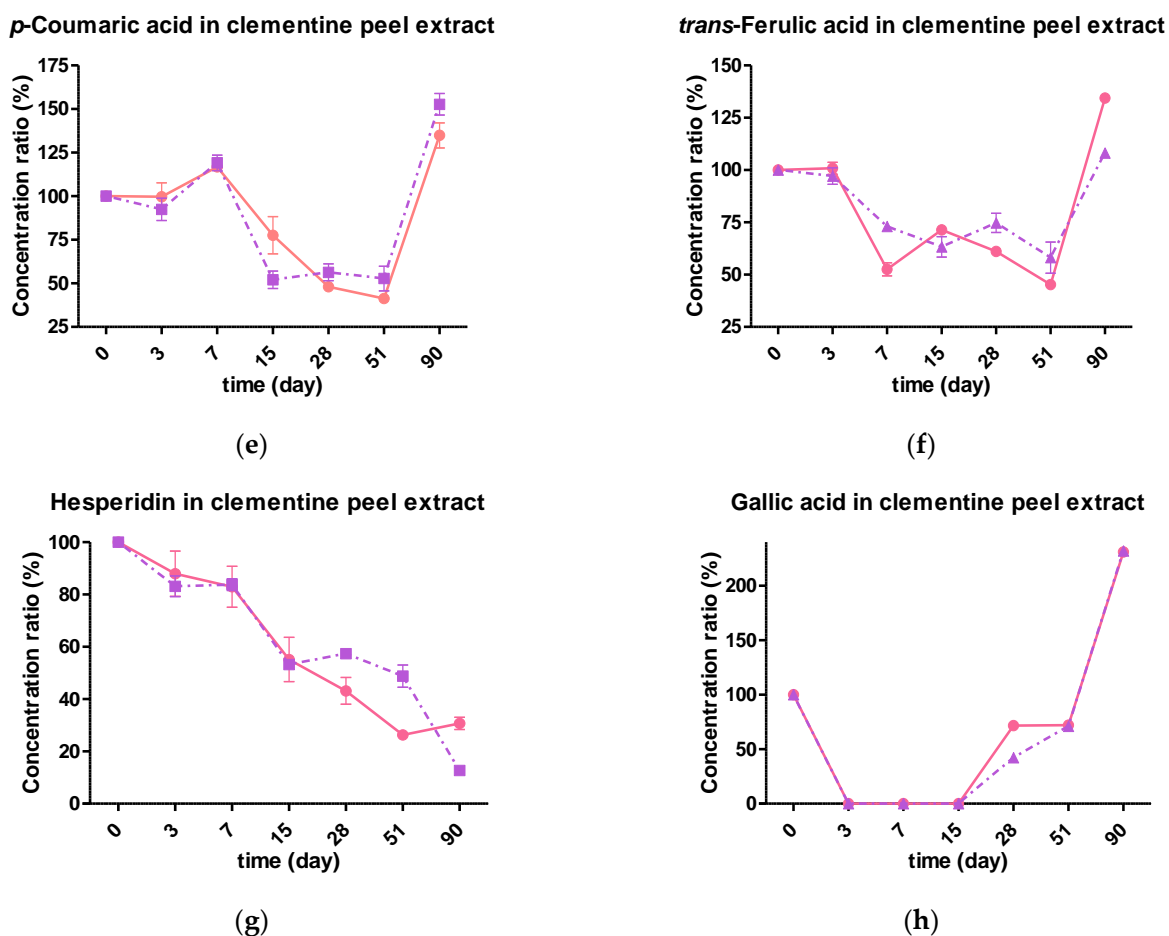 p-Coumaric acid in clementine peel extract
Concentration ratio (%)
175
150
125
100
75
50
25
0 3 7 15 28 51 90
time (day)
(e)
trans-Ferulic acid in clementine peel extract
Concentration ratio (%)
150
125
100
75
50
25
0 3 7 15 28 51 90
time (day)
(f)
Hesperidin in clementine peel extract
Concentration ratio (%)
100
80
60
40
20
0
0 3 7 15 28 51 90
time (day)
(g)
Gallic acid in clementine peel extract
Concentration ratio (%)
200
150
100
50
0
0 3 7 15 28 51 90
time (day)
(h)